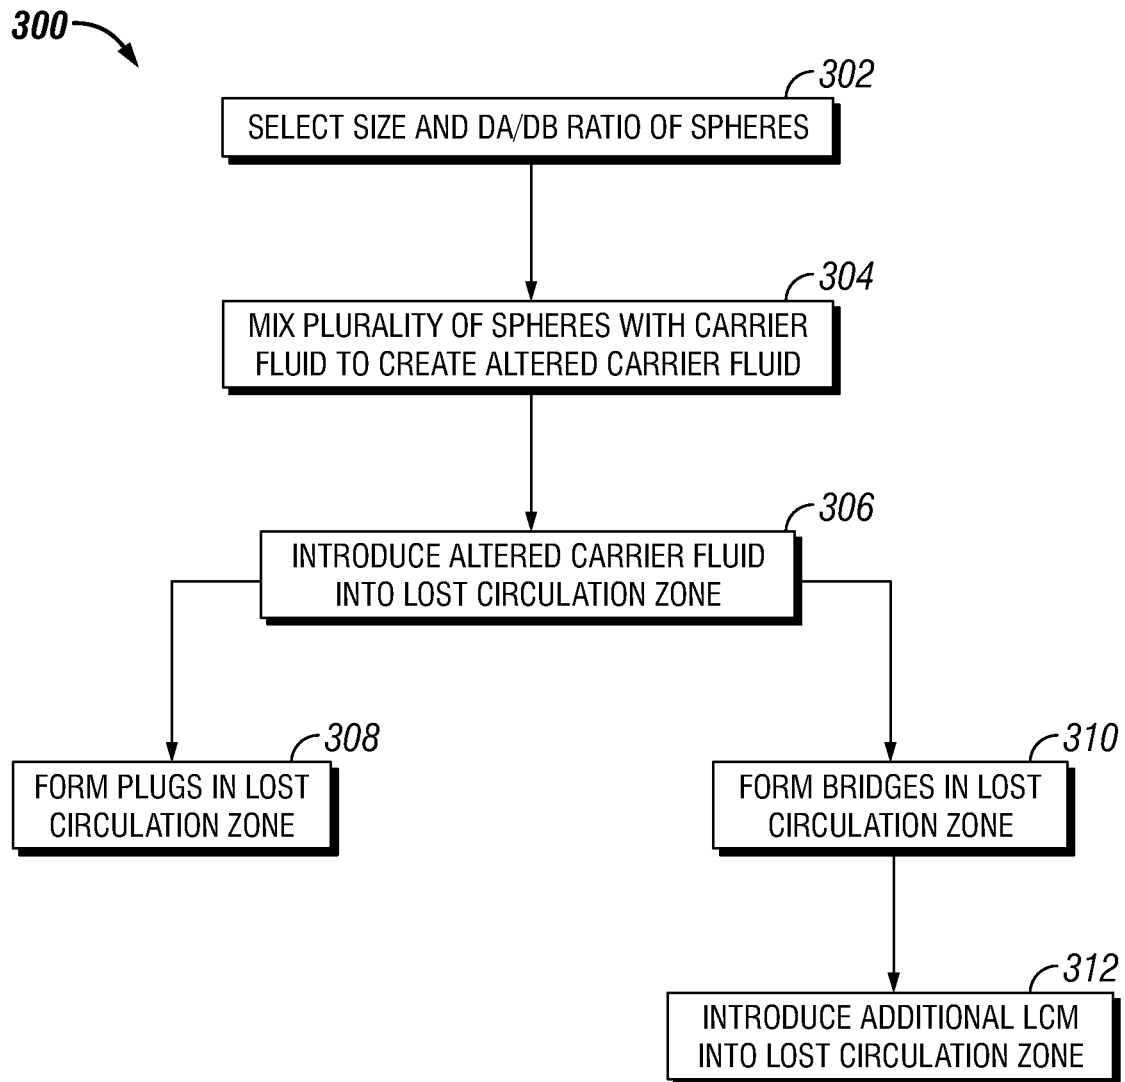 300
302
SELECT SIZE AND DA/DB RATIO OF SPHERES
304
MIX PLURALITY OF SPHERES WITH CARRIER
FLUID TO CREATE ALTERED CARRIER FLUID
306
INTRODUCE ALTERED CARRIER FLUID
INTO LOST CIRCULATION ZONE
308
FORM PLUGS IN LOST
CIRCULATION ZONE
310
FORM BRIDGES IN LOST
CIRCULATION ZONE
312
INTRODUCE ADDITIONAL LCM
INTO LOST CIRCULATION ZONE